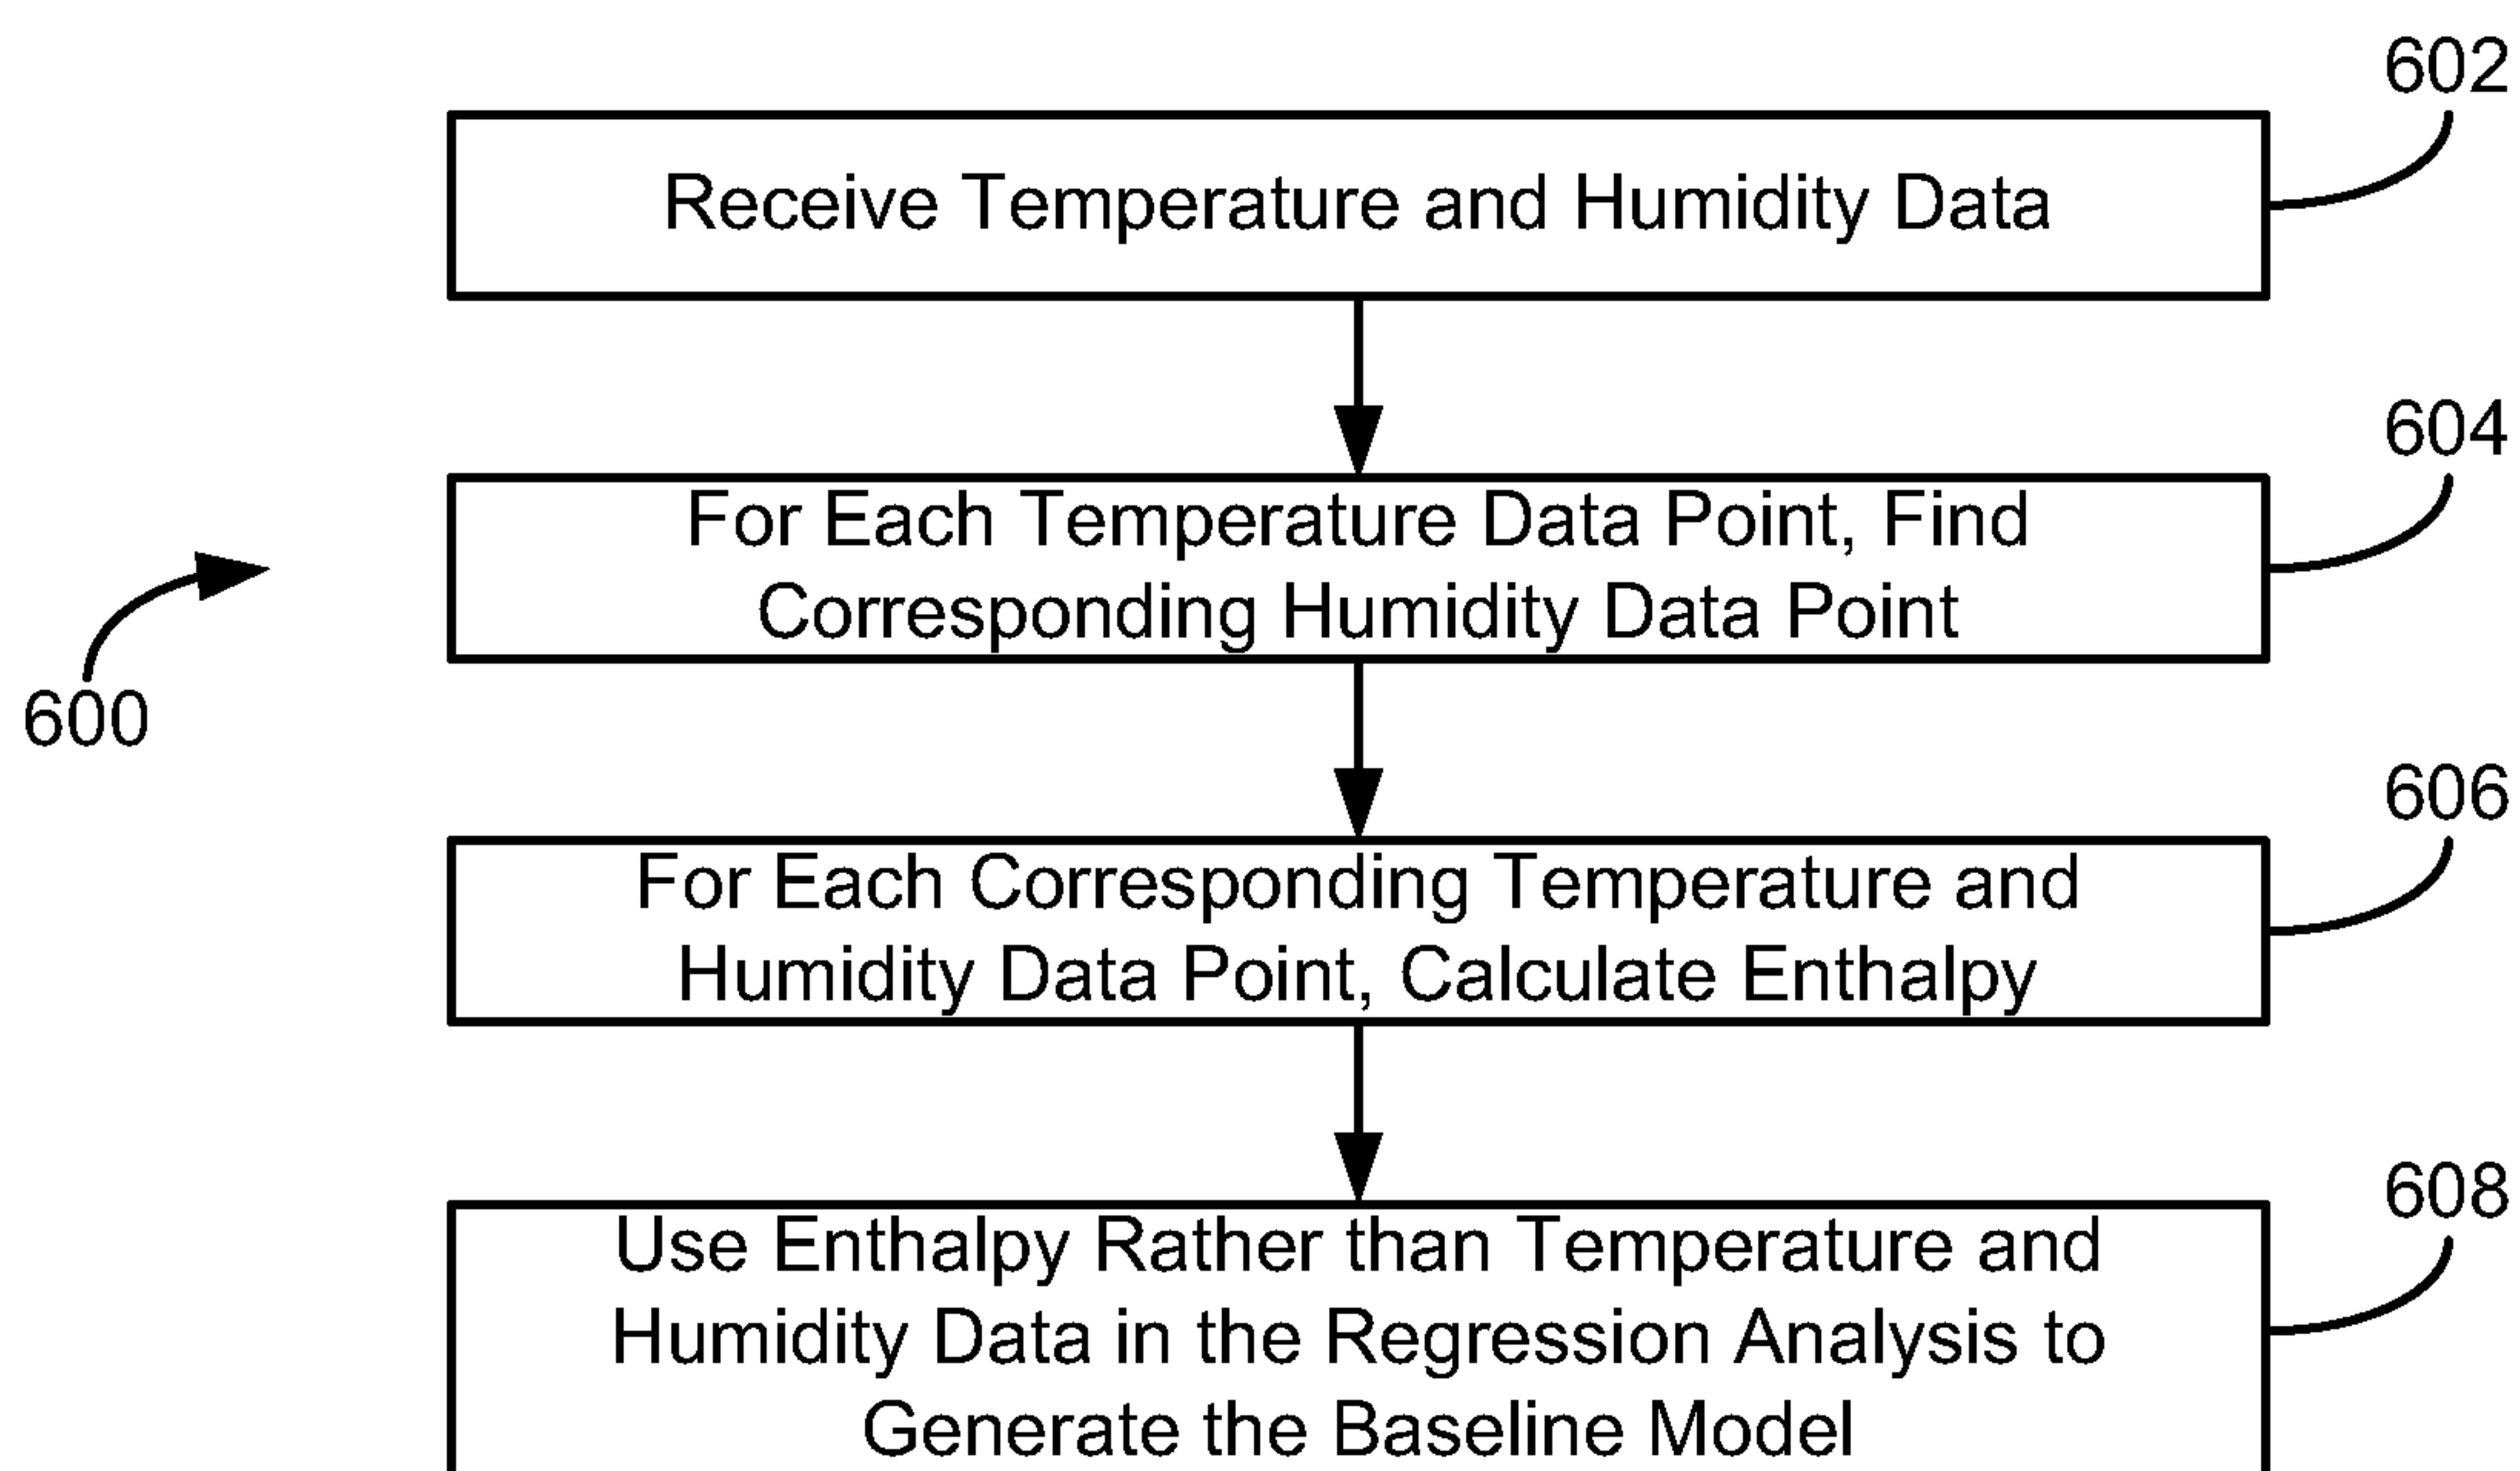 602
Receive Temperature and Humidity Data
604
For Each Temperature Data Point, Find
Corresponding Humidity Data Point
600
606
For Each Corresponding Temperature and
Humidity Data Point, Calculate Enthalpy
608
Use Enthalpy Rather than Temperature and
Humidity Data in the Regression Analysis to
Generate the Baseline Model